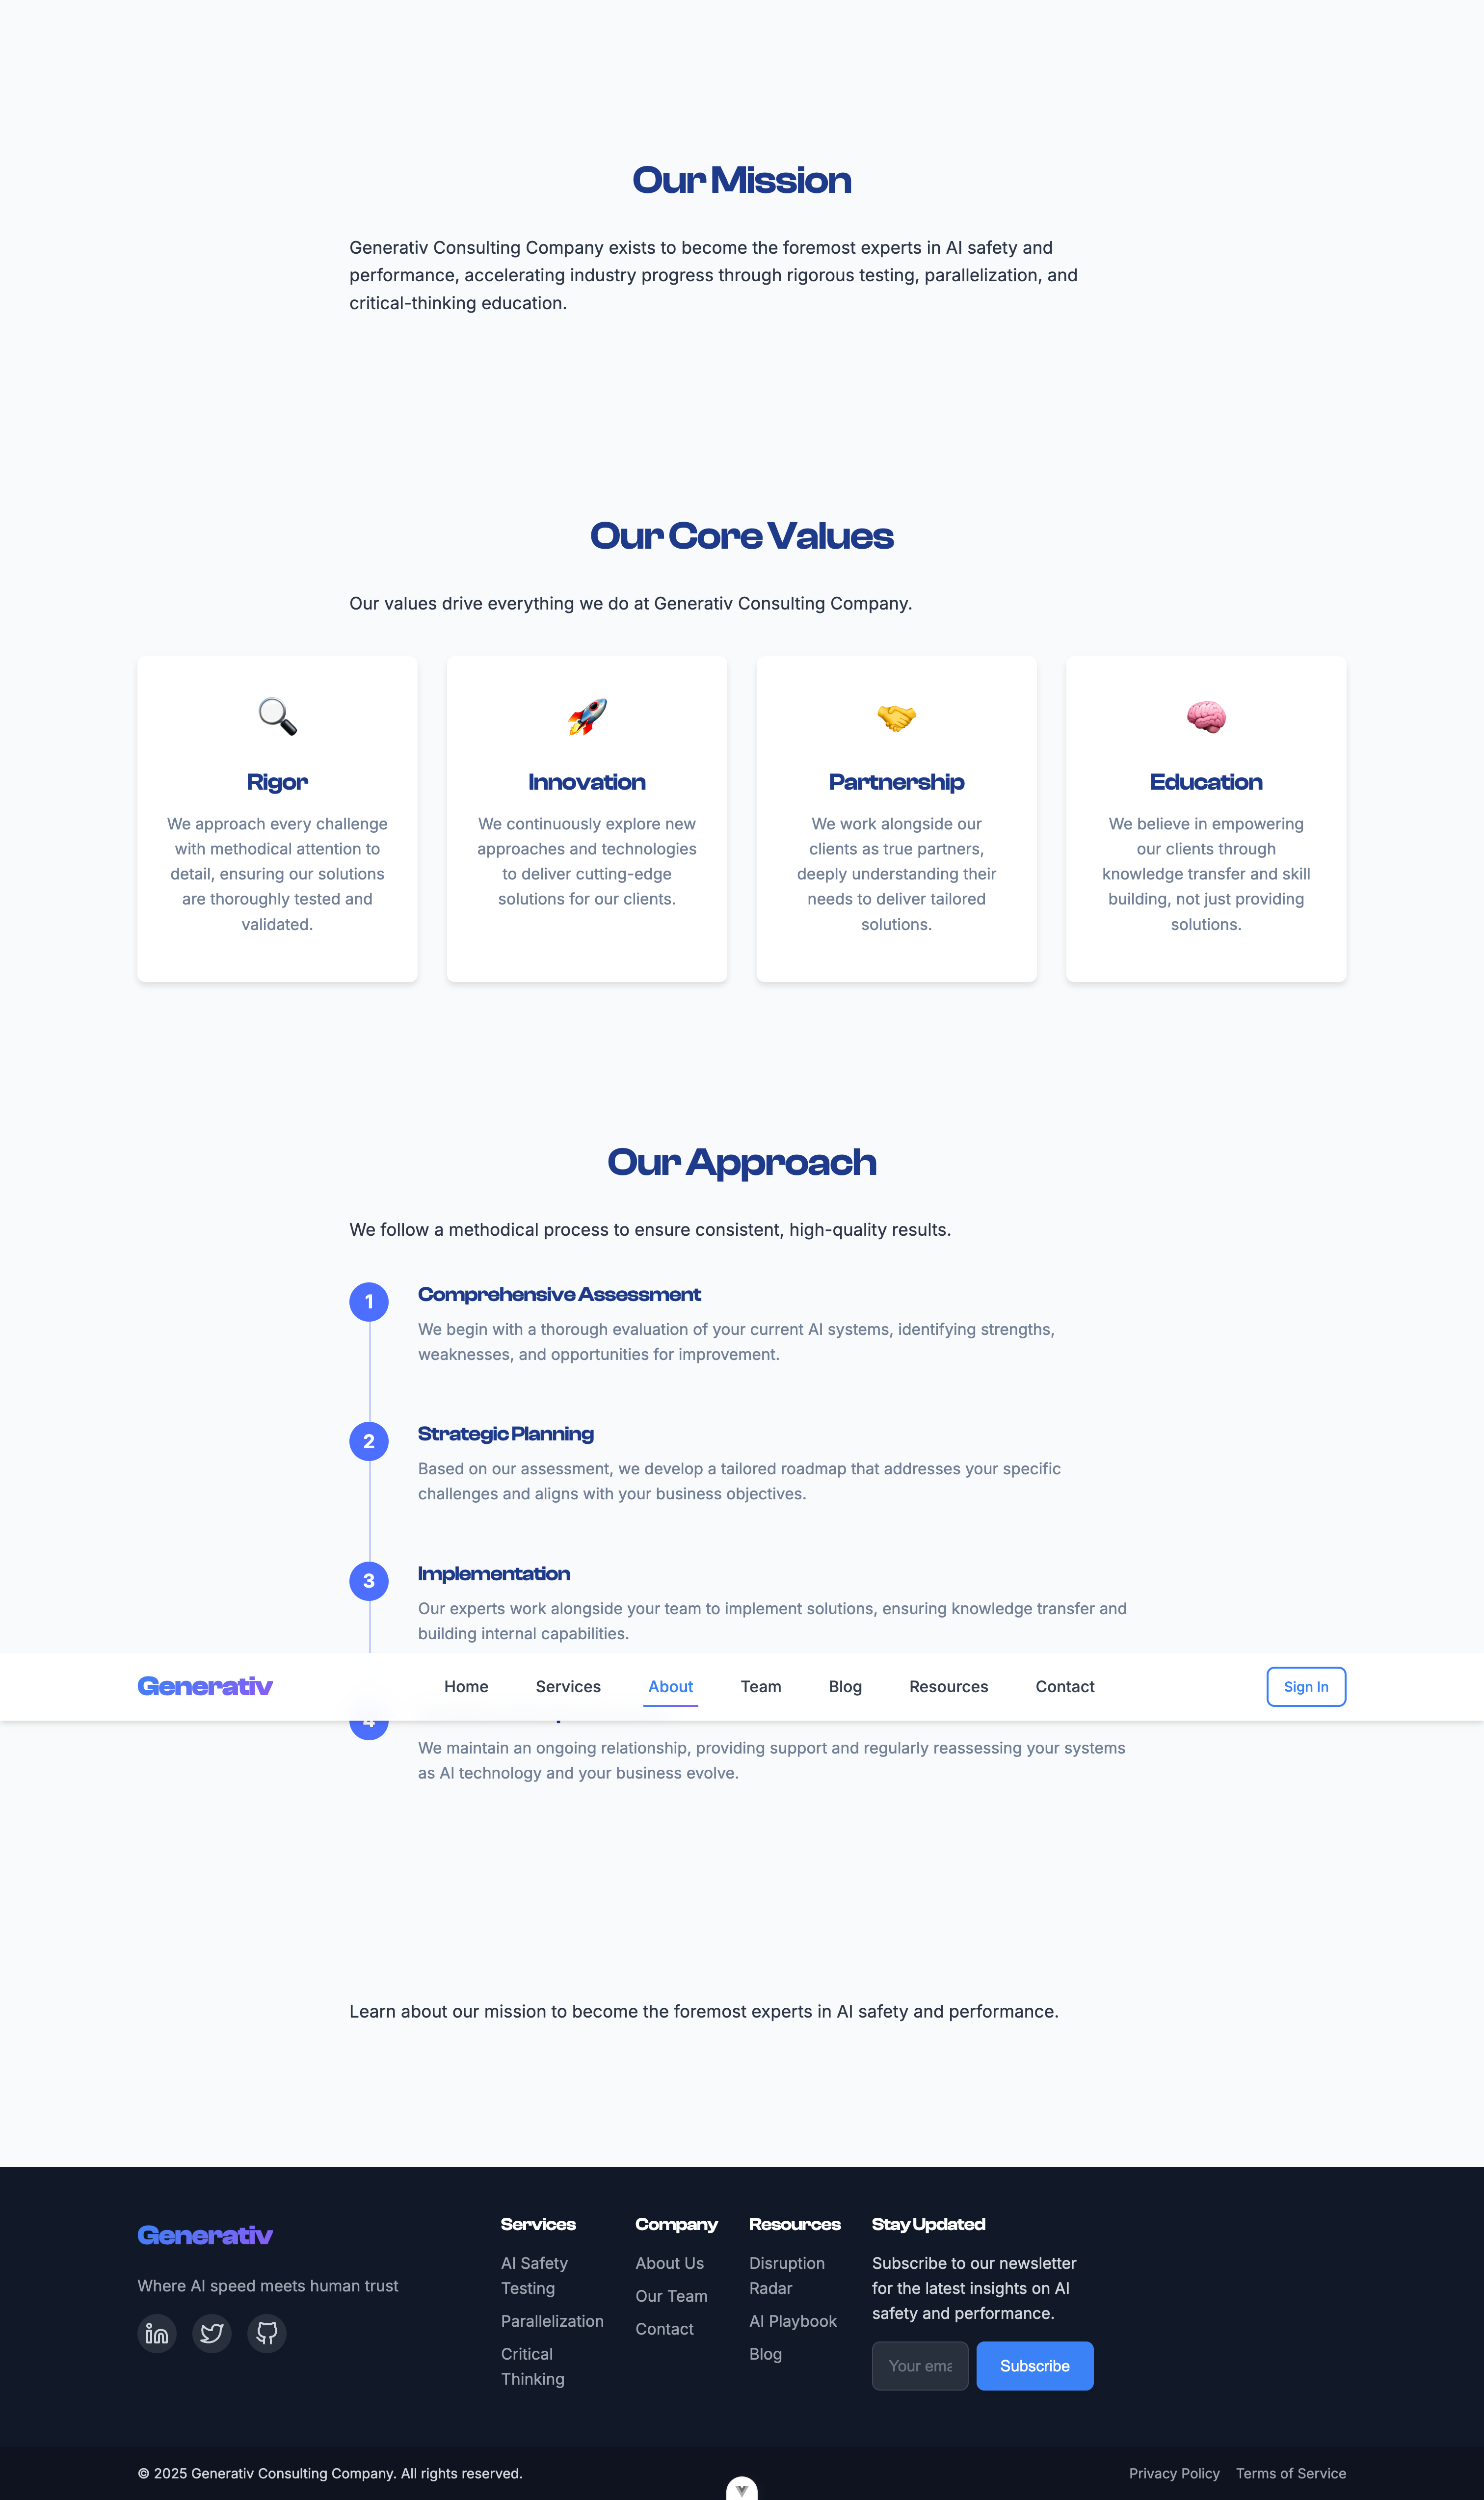 Our Mission
Generativ Consulting Company exists to become the foremost experts in AI safety and
performance, accelerating industry progress through rigorous testing, parallelization, and
critical-thinking education.
Our Core Values
Our values drive everything we do at Generativ Consulting Company.
Rigor
We approach every challenge
with methodical attention to
detail, ensuring our solutions
are thoroughly tested and
validated.
Innovation
We continuously explore new
approaches and technologies
to deliver cutting-edge
solutions for our clients.
Partnership
We work alongside our
clients as true partners,
deeply understanding their
needs to deliver tailored
solutions.
Education
We believe in empowering
our clients through
knowledge transfer and skill
building, not just providing
solutions.
Our Approach
We follow a methodical process to ensure consistent, high-quality results.
1
Comprehensive Assessment
We begin with a thorough evaluation of your current AI systems, identifying strengths,
weaknesses, and opportunities for improvement.
2
Strategic Planning
Based on our assessment, we develop a tailored roadmap that addresses your specific
challenges and aligns with your business objectives.
3
Implementation
Our experts work alongside your team to implement solutions, ensuring knowledge transfer and
building internal capabilities.
Generativ
Home Services About Team Blog Resources Contact
Sign In
4
We maintain an ongoing relationship, providing support and regularly reassessing your systems
as AI technology and your business evolve.
Learn about our mission to become the foremost experts in AI safety and performance.
Generativ
Where AI speed meets human trust
Services
AI Safety
Testing
Parallelization
Critical
Thinking
Company
About Us
Our Team
Contact
Resources
Disruption
Radar
AI Playbook
Blog
Stay Updated
Subscribe to our newsletter
for the latest insights on AI
safety and performance.
Your ema
Subscribe
© 2025 Generativ Consulting Company. All rights reserved.
Privacy Policy Terms of Service